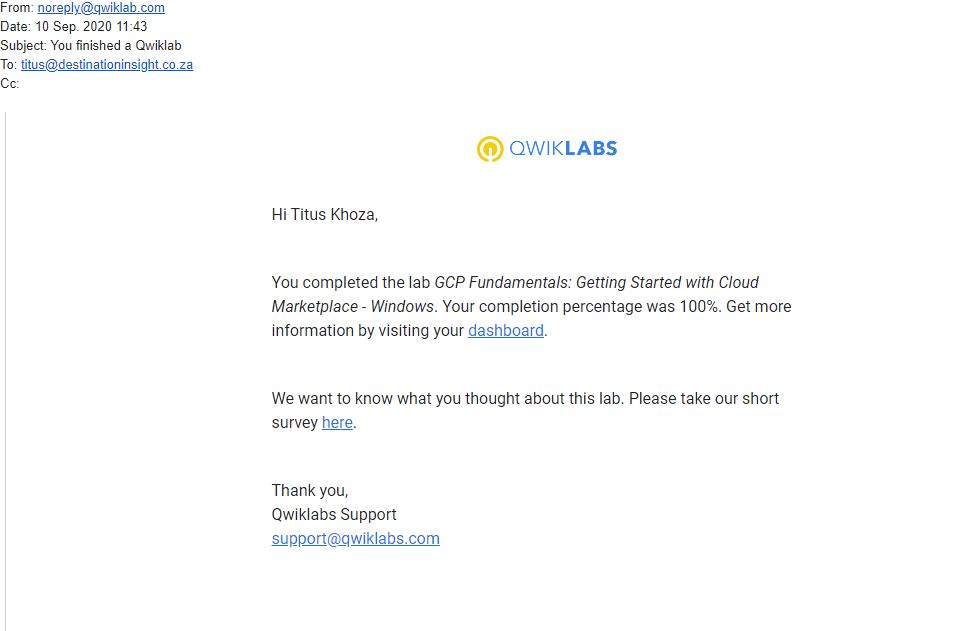 From: noreply@qwiklab.com
Date: 10 Sep. 2020 11:43
Subject: You finished a Qwiklab
To: titus@destinationinsight.co.za
Cc:
QWIKLABS
Hi Titus Khoza,
You completed the lab GCP Fundamentals: Getting Started with Cloud
Marketplace - Windows. Your completion percentage was 100%. Get more
information by visiting your dashboard.
We want to know what you thought about this lab. Please take our short
survey here.
Thank you,
Qwiklabs Support
support@qwiklabs.com